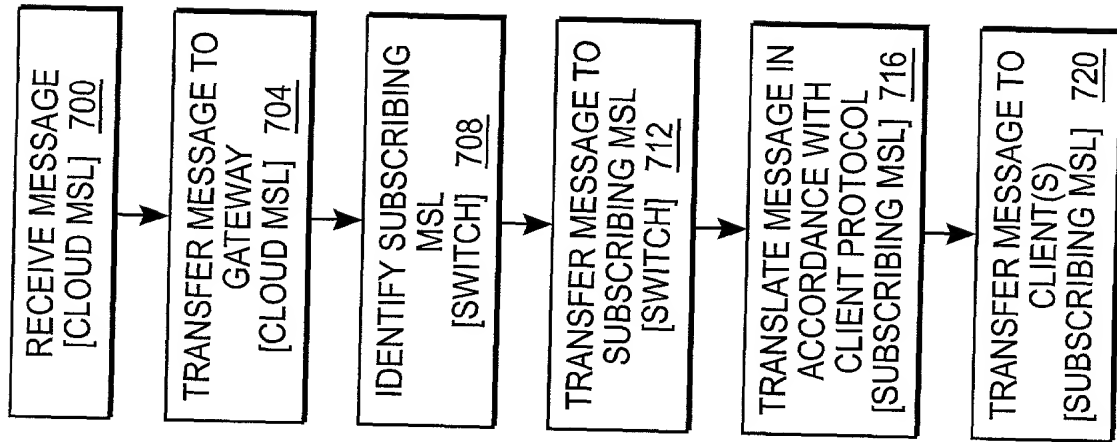 RECEIVE MESSAGE
[CLOUD MSL] 700
TRANSFER MESSAGE TO
GATEWAY
[CLOUD MSL] 704
IDENTIFY SUBSCRIBING
MSL
[SWITCH] 708
TRANSFER MESSAGE TO
SUBSCRIBING MSL
[SWITCH] 712
TRANSLATE MESSAGE IN
ACCORDANCE WITH
CLIENT PROTOCOL
[SUBSCRIBING MSL] 716
TRANSFER MESSAGE TO
CLIENT(S)
[SUBSCRIBING MSL] 720